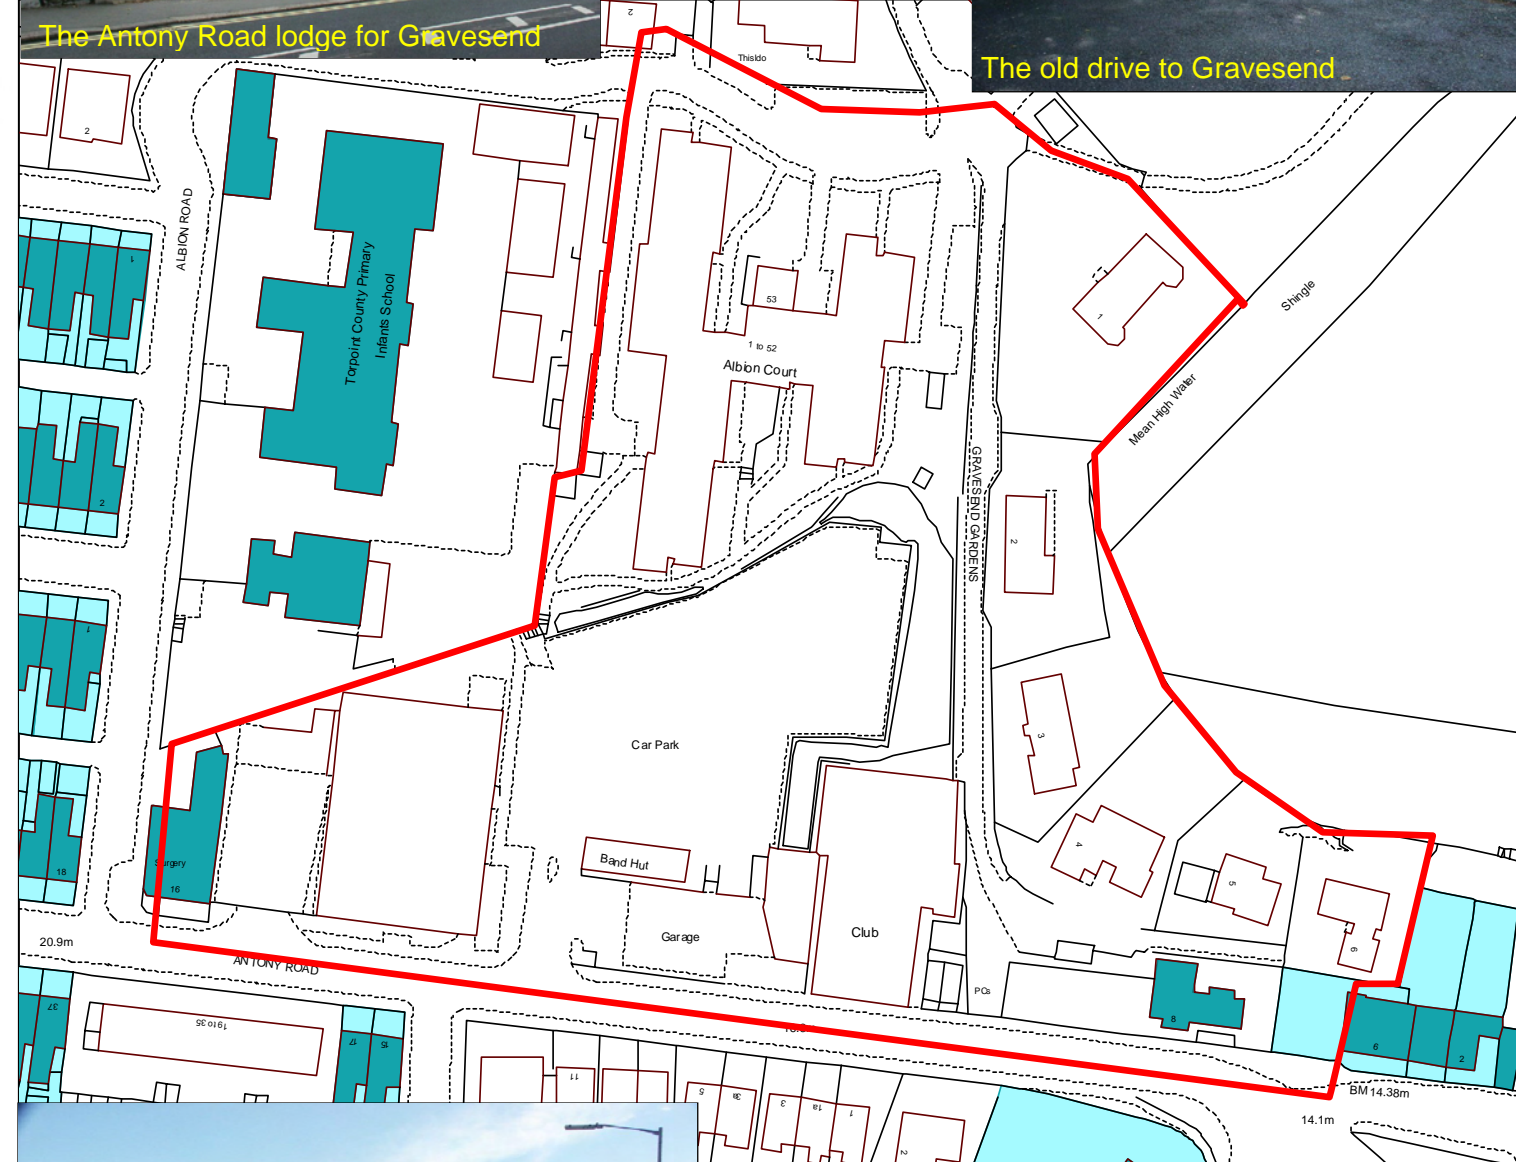 The Antony Road lodge for Gravesend
The old drive to Gravesend
2
Thisldo
2
ALBION ROAD
1
Torpoint County Primary
Infants School
53
1 to 52
Albion Court
1
Shingle
Mean High Water
2
GRAVESEND GARDENS
2
1
3
Car Park
4
5
6
Surgery
16
18
Band Hut
Garage
Club
PCs
8
6
2
20.9m
ANTONY ROAD
BM 14.38m
14.1m
37
19 to 35
17
15
11
5
3a
3
1a
1
2